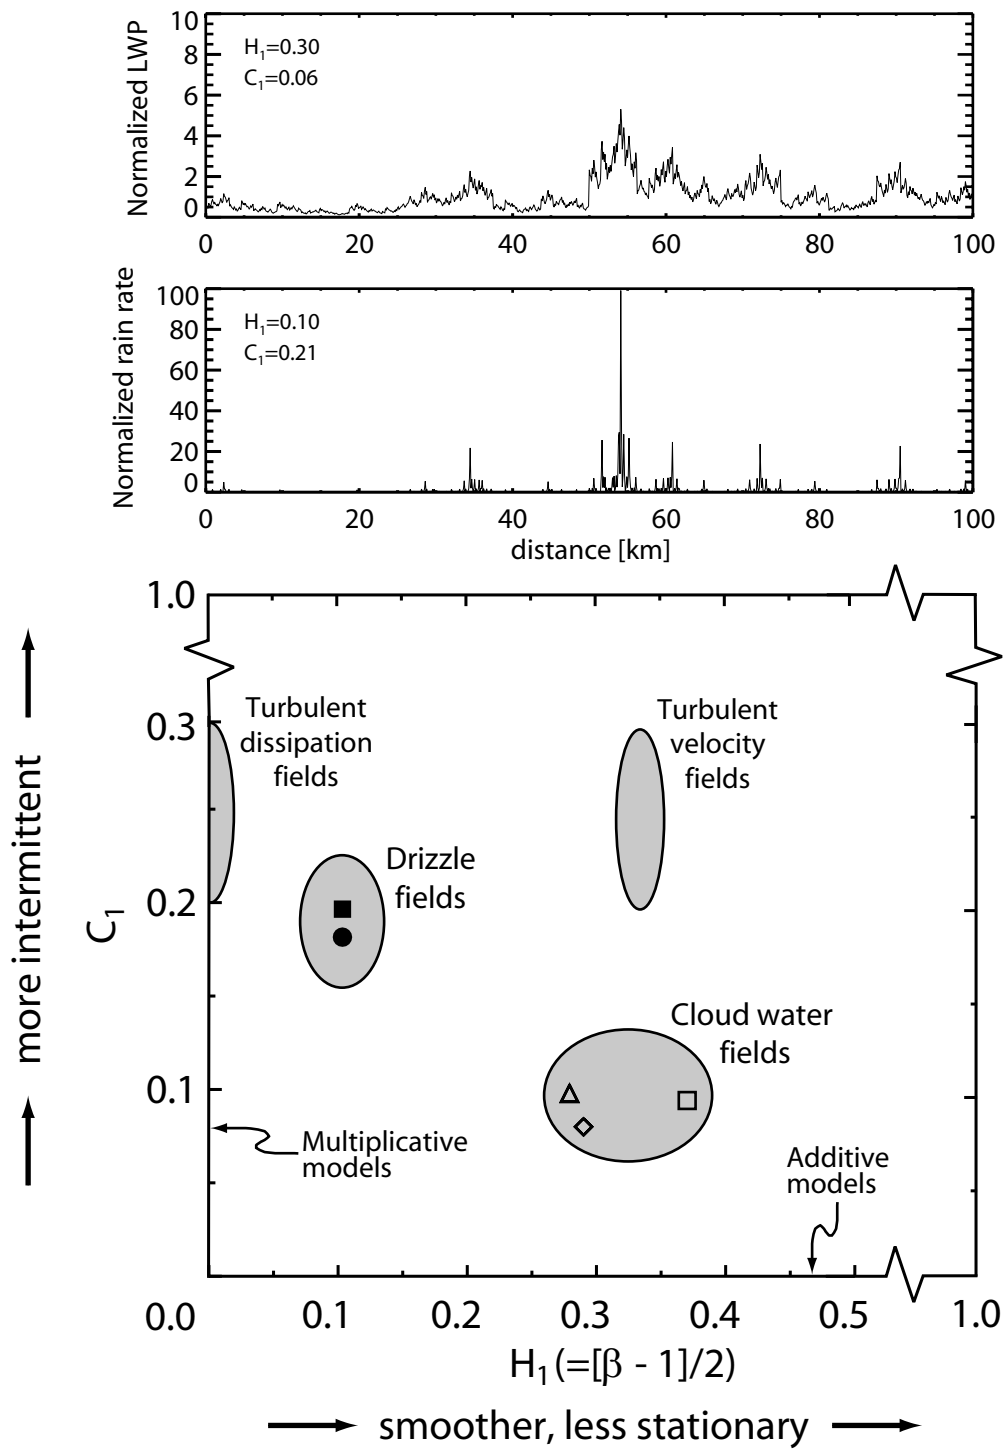 Normalized LWP
10
8
6
4
2
0
H₁=0.30
C₁=0.06
0 20 40 60 80 100
Normalized rain rate
100
80
60
40
20
0
H₁=0.10
C₁=0.21
0 20 40 60 80 100
distance [km]
1.0
0.3
0.2
0.1
0.0
C₁
more intermittent
Turbulent
dissipation
fields
Turbulent
velocity
fields
Drizzle
fields
Cloud water
fields
Multiplicative
models
Additive
models
0.1 0.2 0.3 0.4 0.5 1.0
H₁ (=[β - 1]/2)
smoother, less stationary